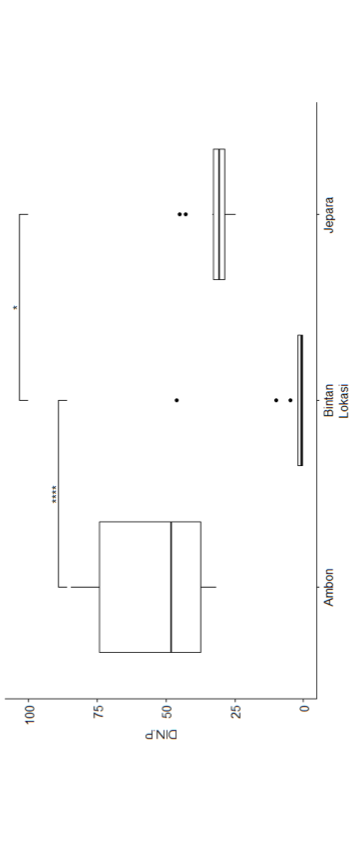 *
****
100
75
50
25
0
DIN.P
Ambon
Bintan
Jepara
Lokasi